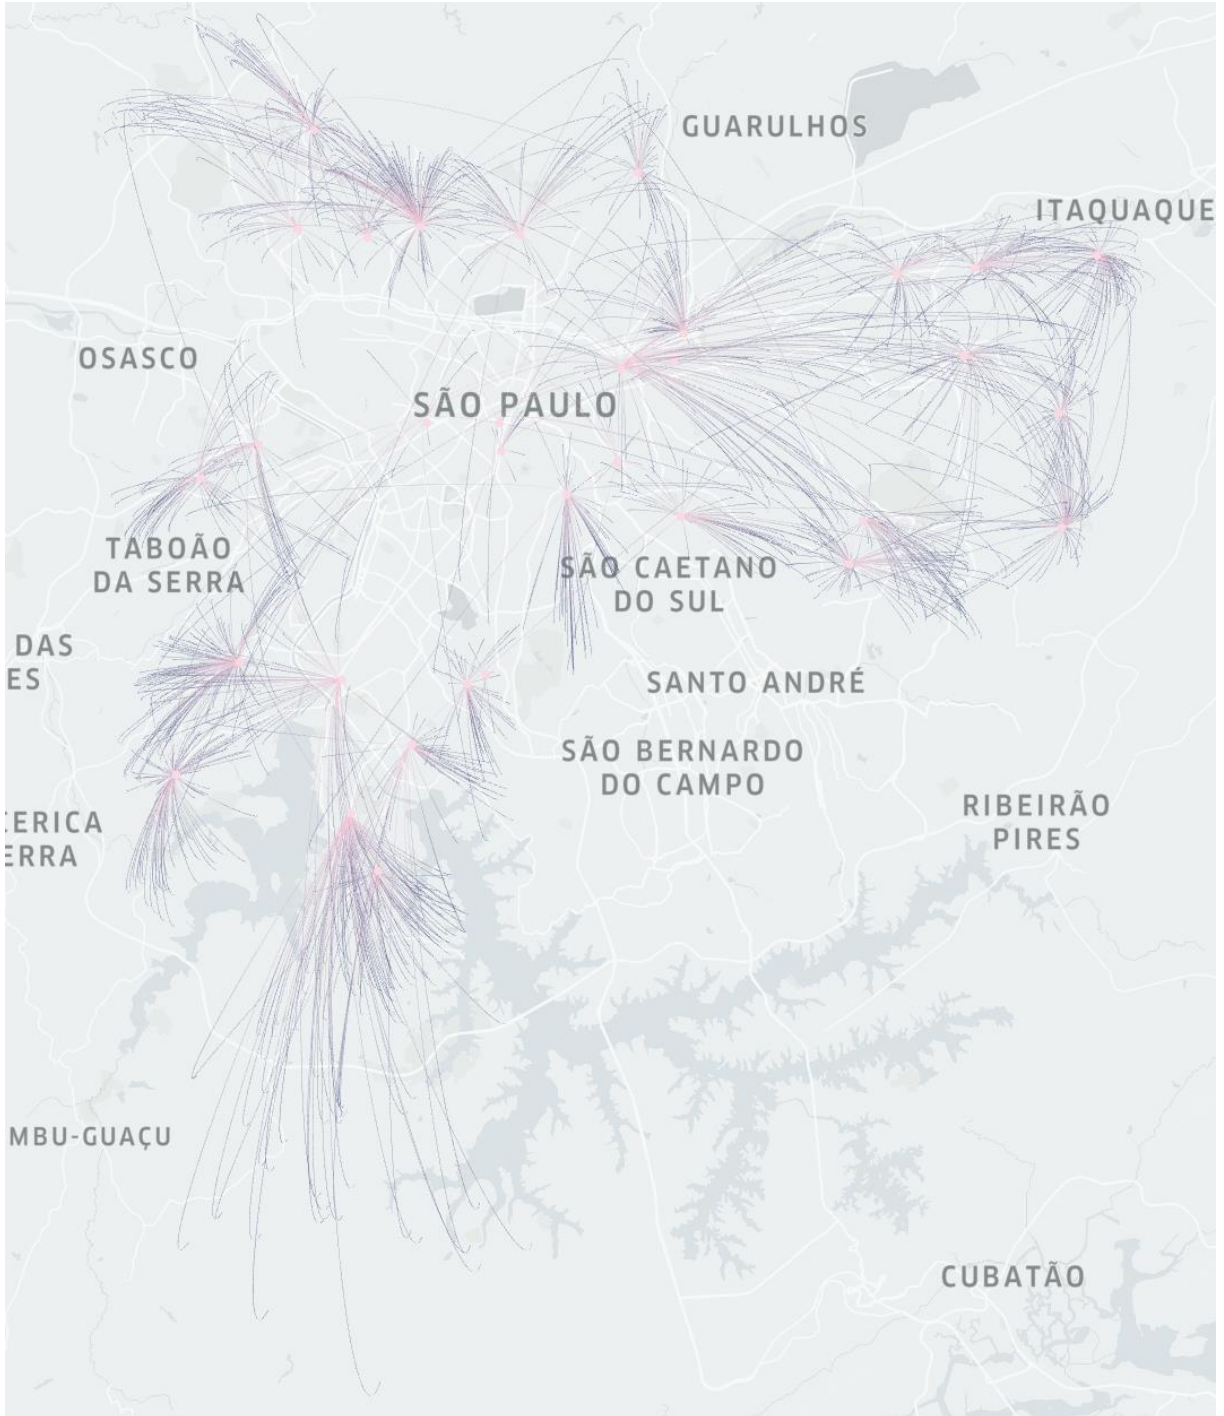 GUARULHOS
ITAQUAQUE
OSASCO
SÃO PAULO
TABOÃO
DA SERRA
SÃO CAETANO
DO SUL
DAS
ES
SANTO ANDRÉ
SÃO BERNARDO
DO CAMPO
CERICA
ERRA
RIBEIRÃO
PIRES
MBU-GUAÇU
CUBATÃO